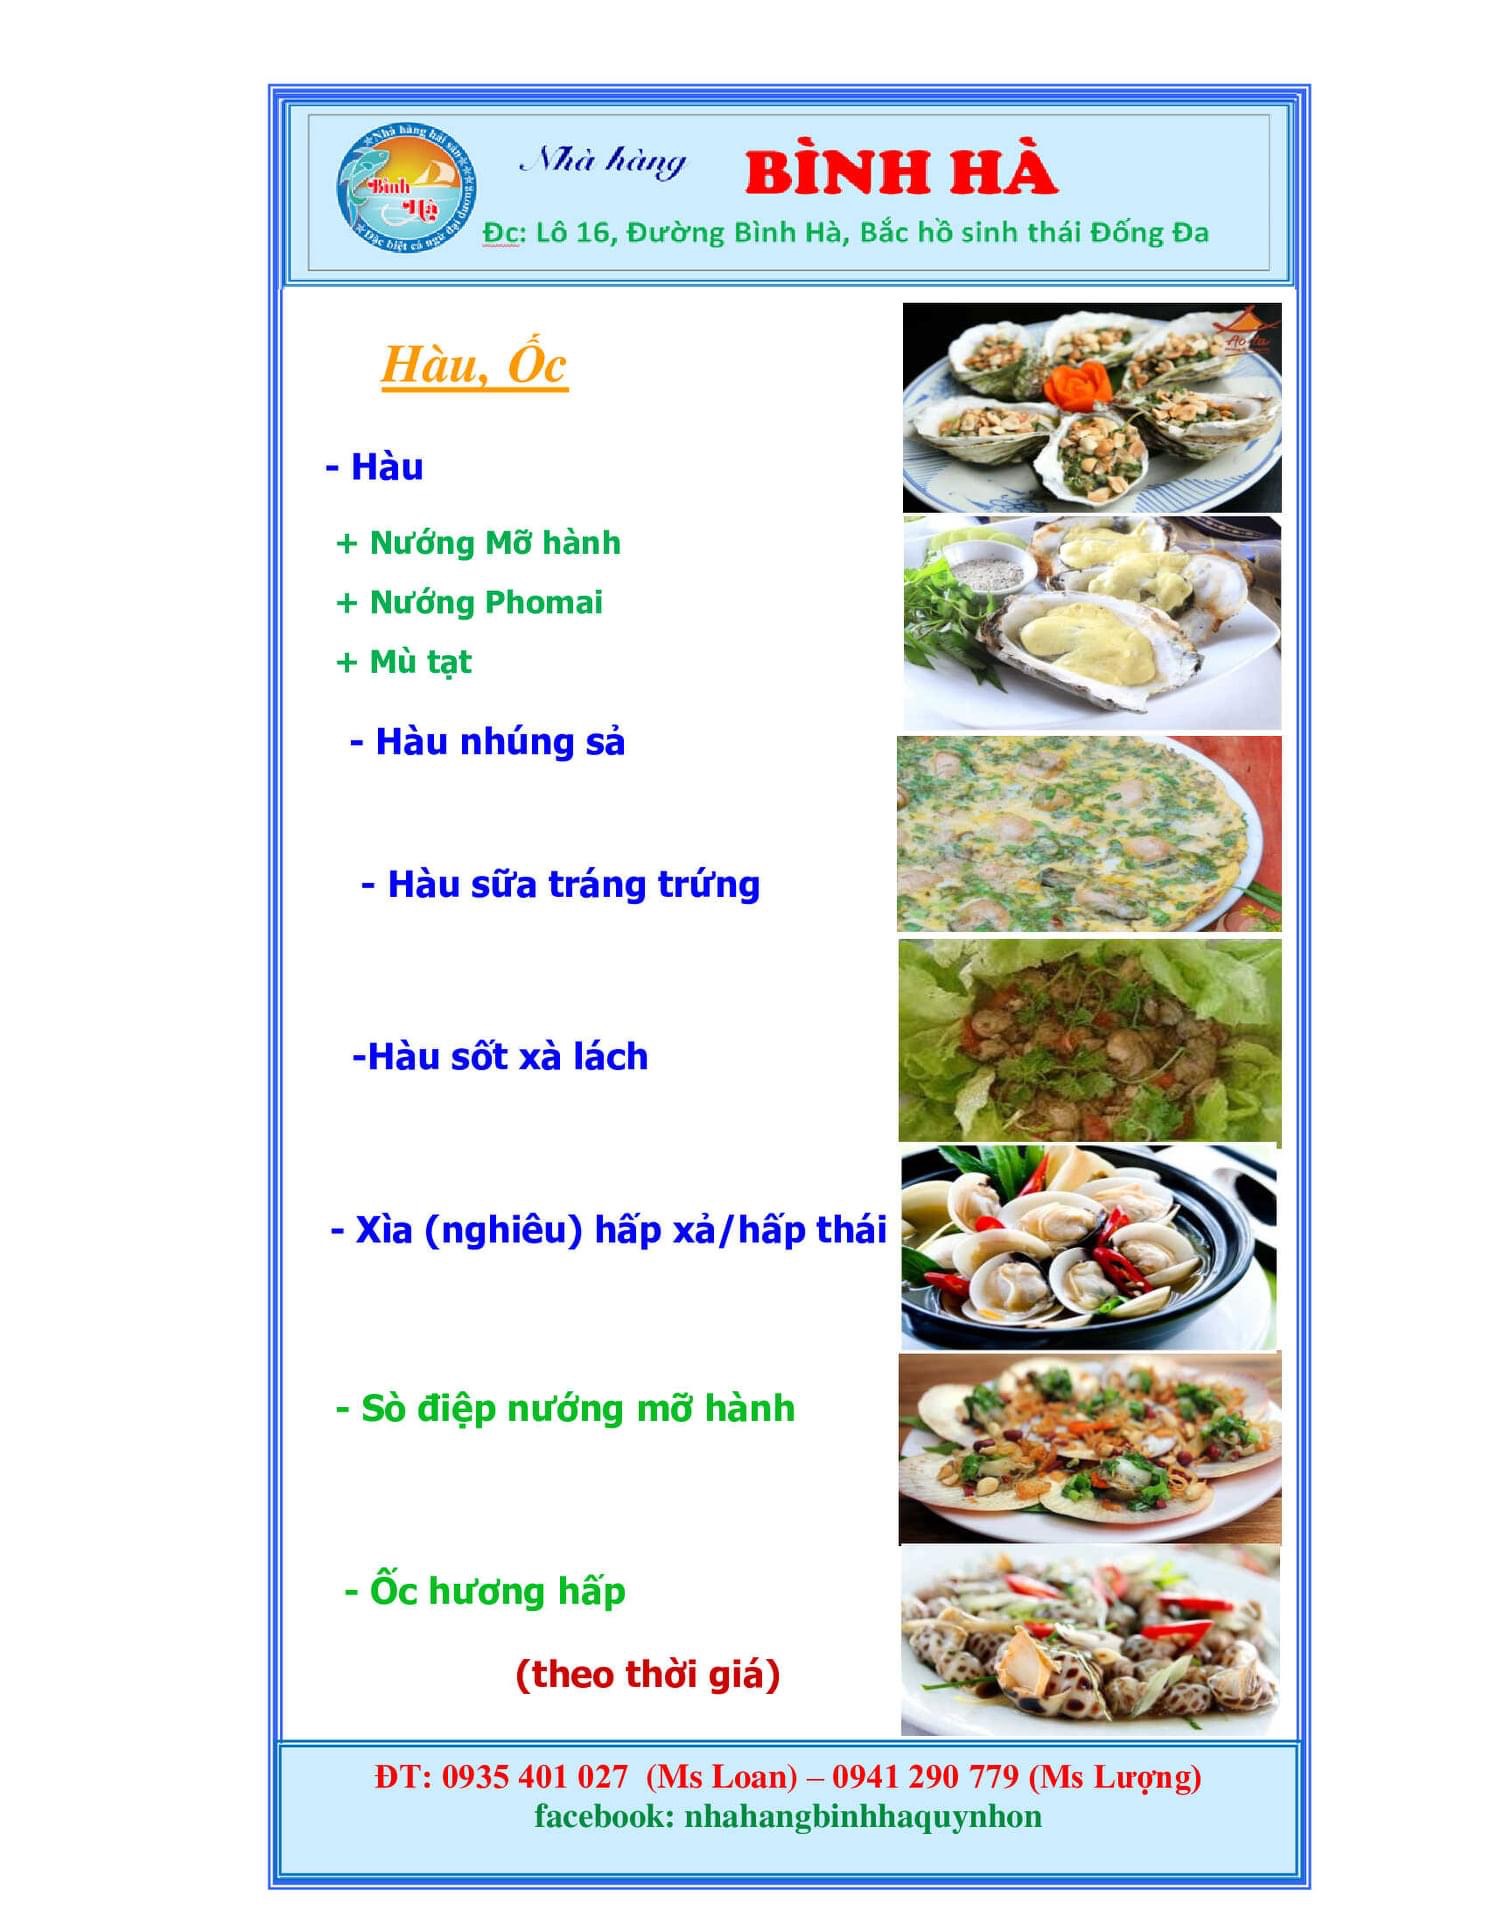 Nhà hàng hải sản
Bình
Hà
Đặc biệt cá ngừ đại dương
Nhà hàng BÌNH HÀ
Đc: Lô 16, Đường Bình Hà, Bắc hồ sinh thái Đống Đa
Hàu, Ốc
- Hàu
+ Nướng Mỡ hành
+ Nướng Phomai
+ Mù tạt
- Hàu nhúng sả
- Hàu sữa tráng trứng
-Hàu sốt xà lách
- Xìa (nghiêu) hấp xả/hấp thái
- Sò điệp nướng mỡ hành
- Ốc hương hấp
(theo thời giá)
ĐT: 0935 401 027 (Ms Loan) – 0941 290 779 (Ms Lượng)
facebook: nhahangbinhhaquynhon